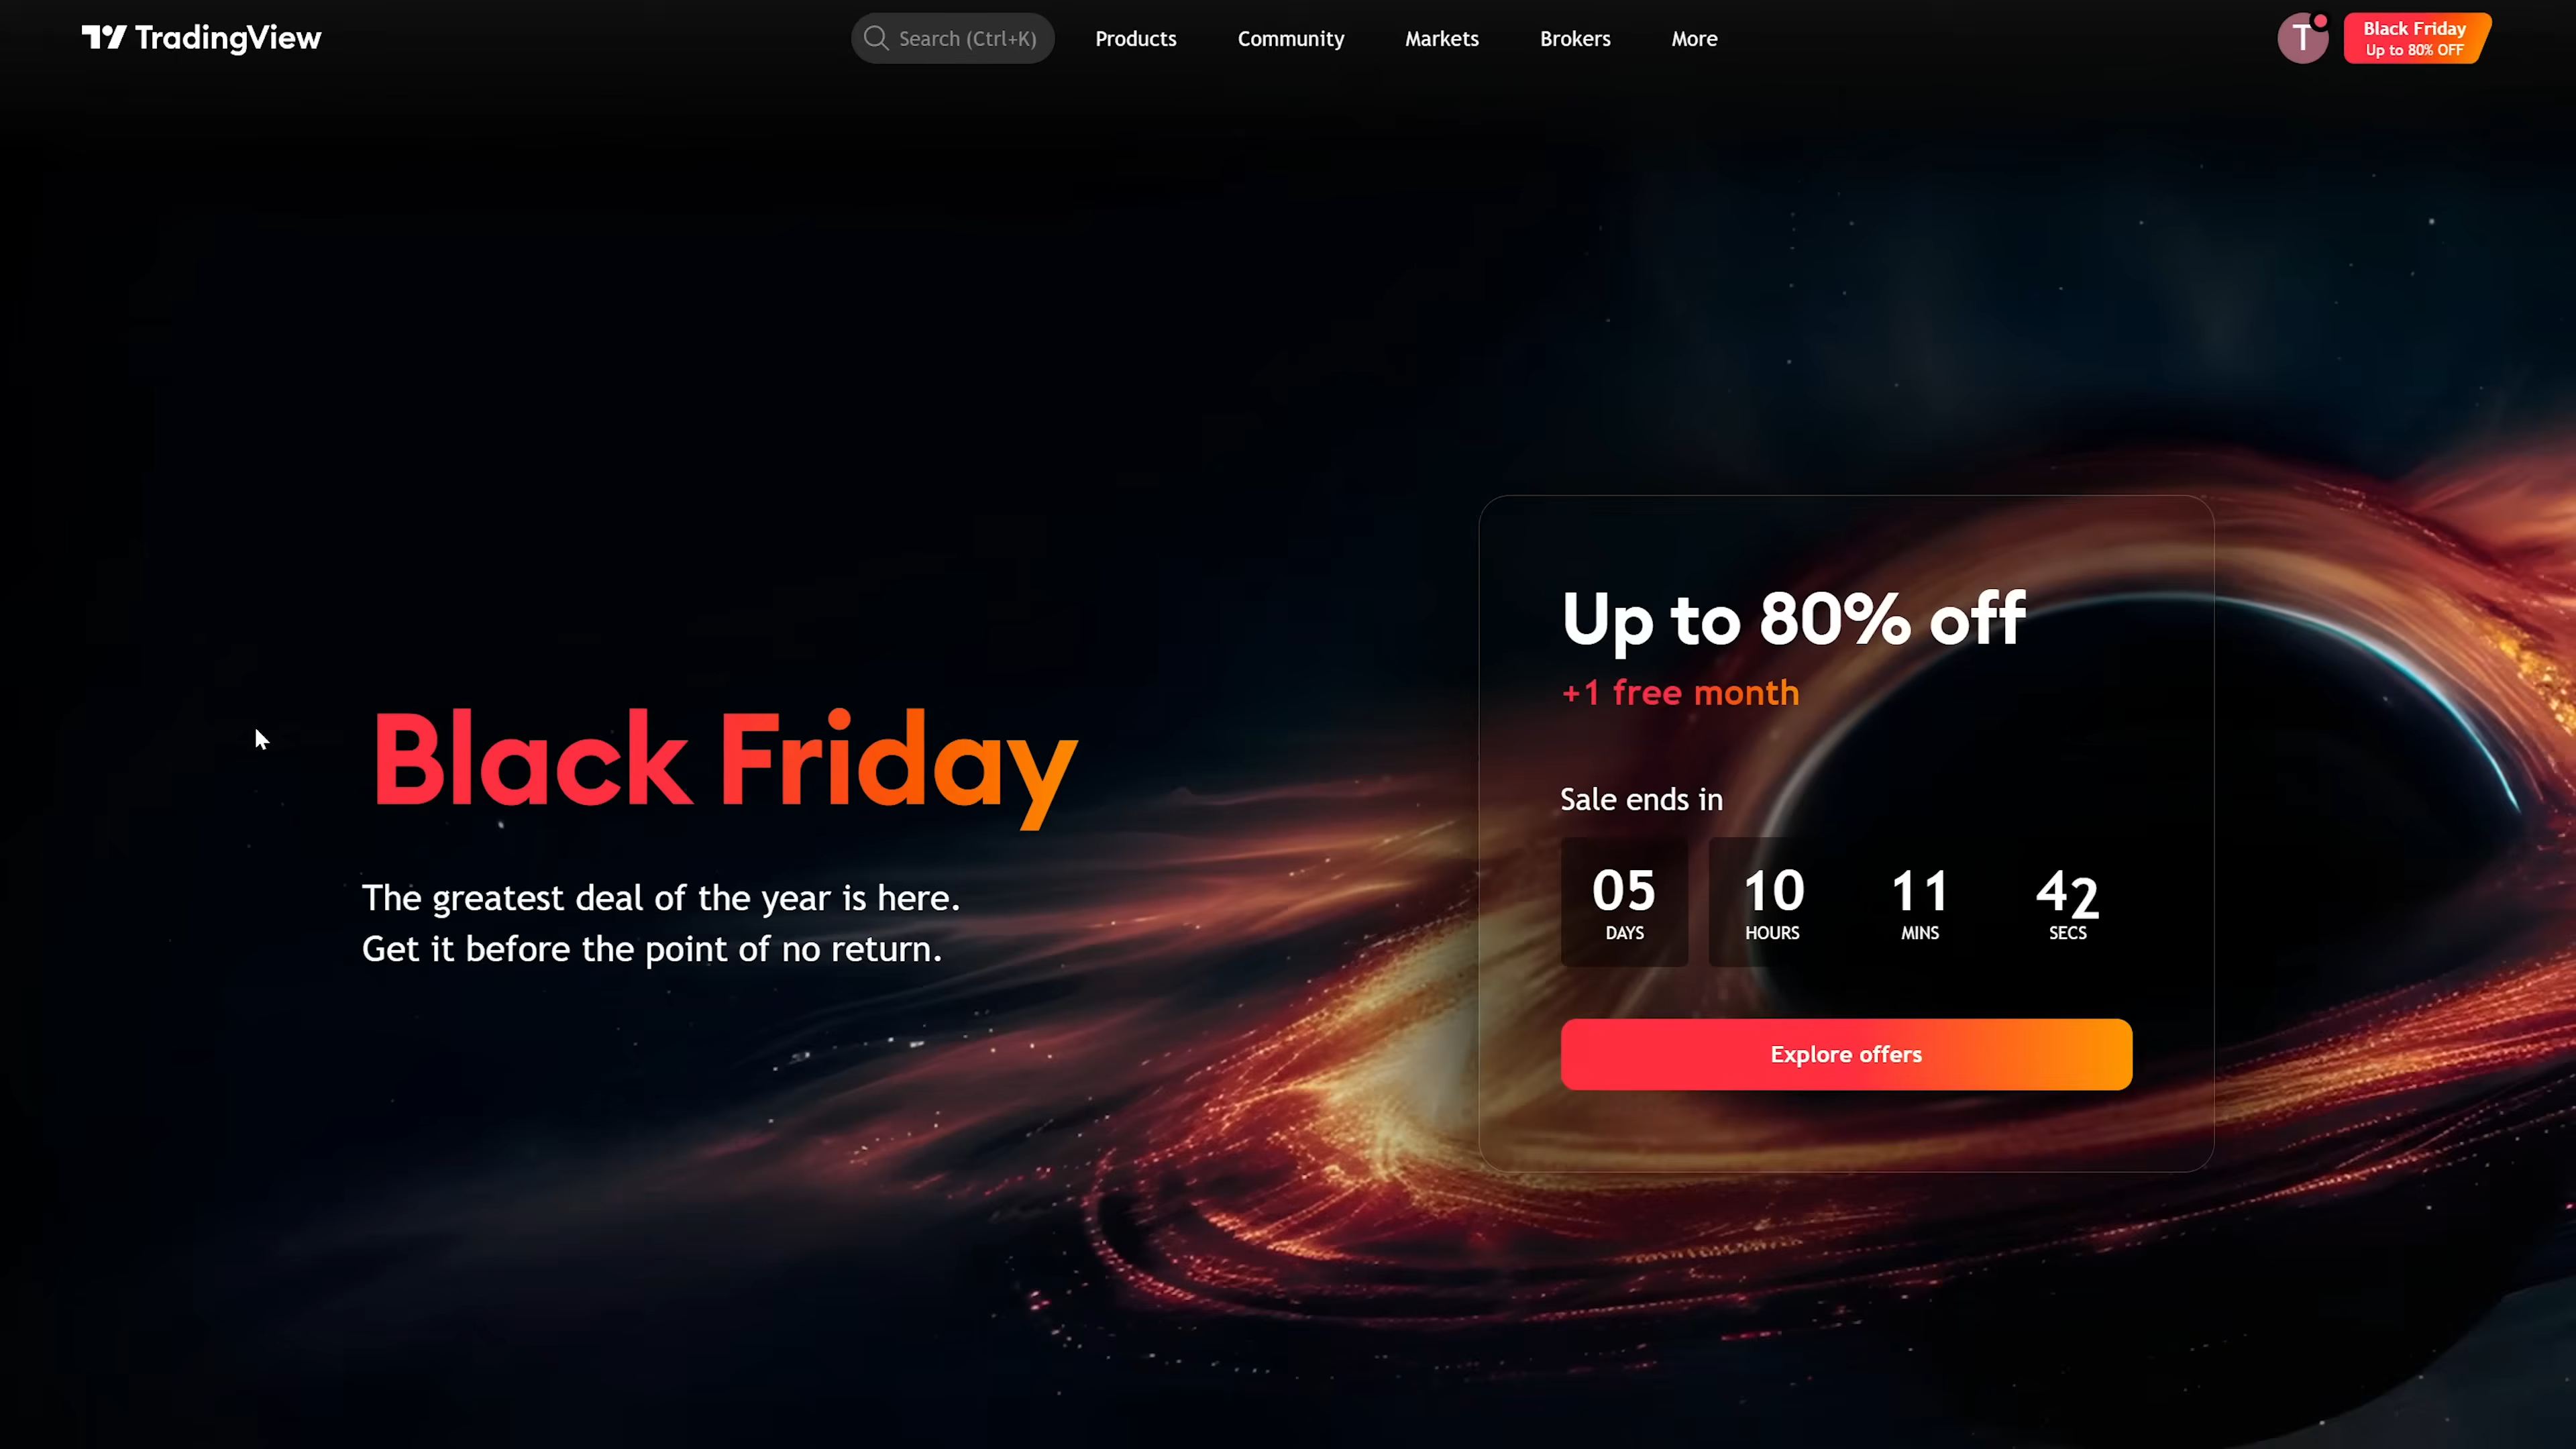 TradingView
Search (Ctrl+K)
Products
Community
Markets
Brokers
More
T
Black Friday
Up to 80% OFF
Black Friday
The greatest deal of the year is here.
Get it before the point of no return.
Up to 80% off
+1 free month
Sale ends in
05 10 11 42
DAYS HOURS MINS SECS
Explore offers